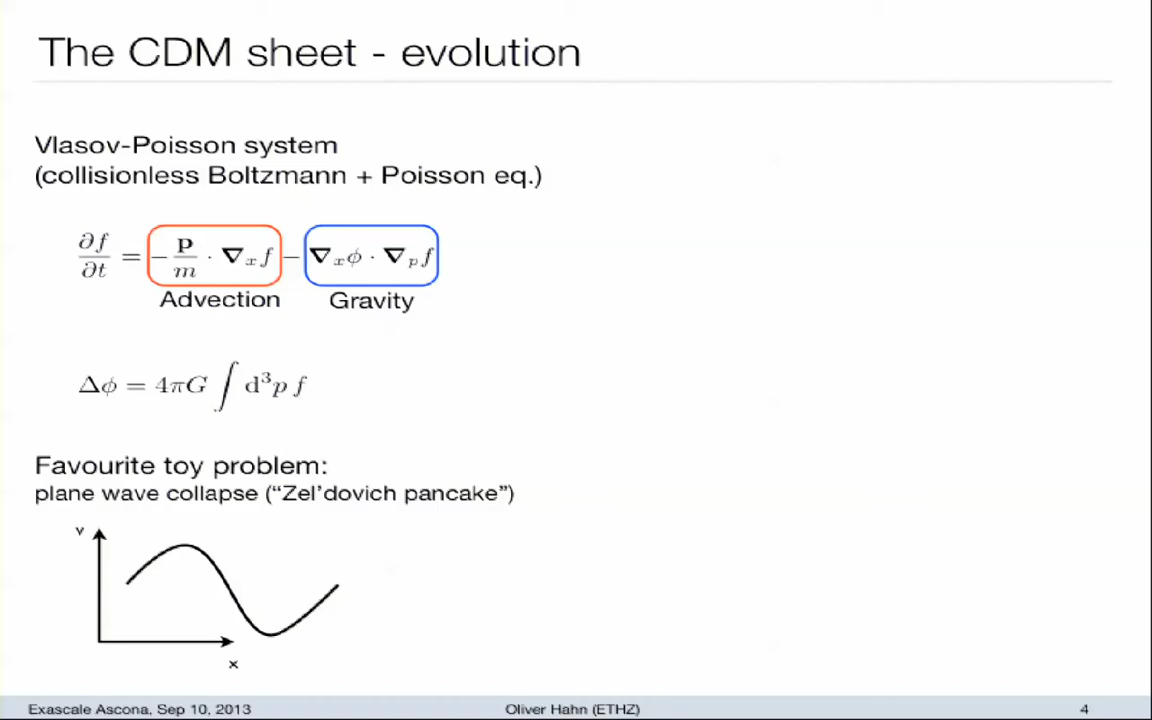 The CDM sheet - evolution
Vlasov-Poisson system
(collisionless Boltzmann + Poisson eq.)
∂f/∂t = −p/m · ∇ₓf − ∇ₓϕ · ∇ₚf
Advection Gravity
Δϕ = 4πG ∫ d³p f
Favourite toy problem:
plane wave collapse (“Zel’dovich pancake”)
v
x
Exascale Ascona, Sep 10, 2013 Oliver Hahn (ETHZ) 4